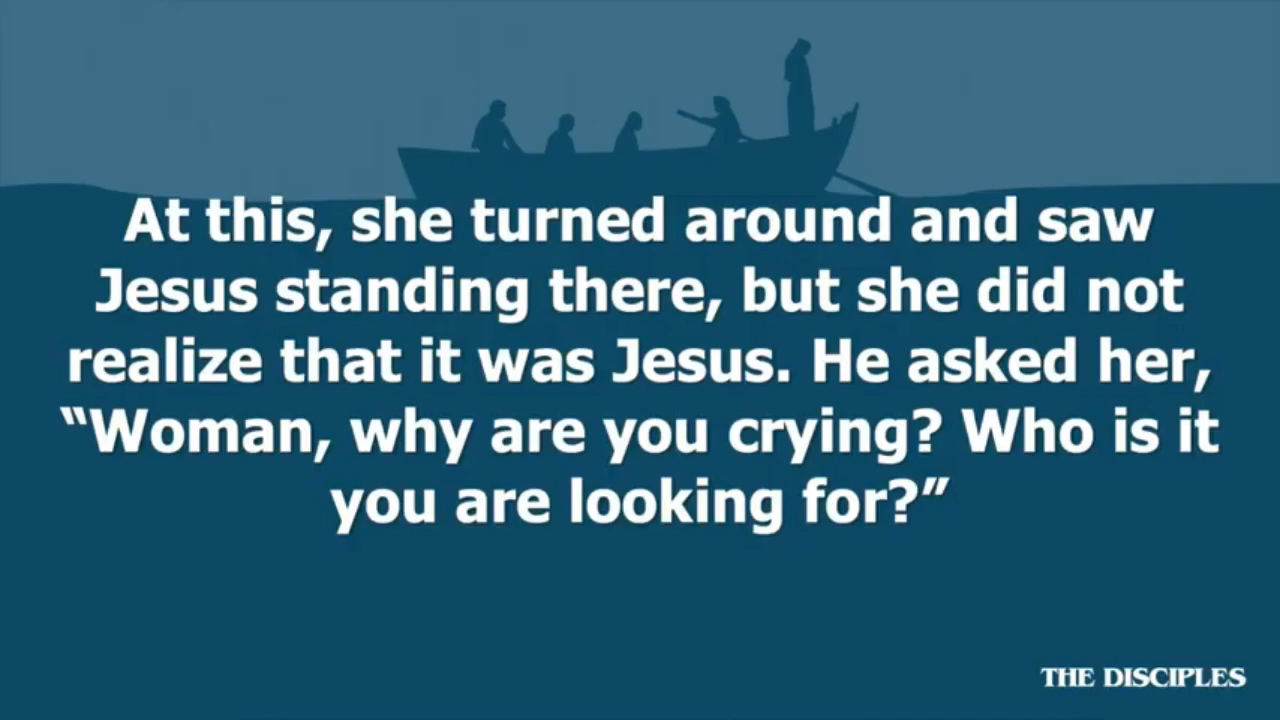 At this, she turned around and saw
Jesus standing there, but she did not
realize that it was Jesus. He asked her,
“Woman, why are you crying? Who is it
you are looking for?”
THE DISCIPLES